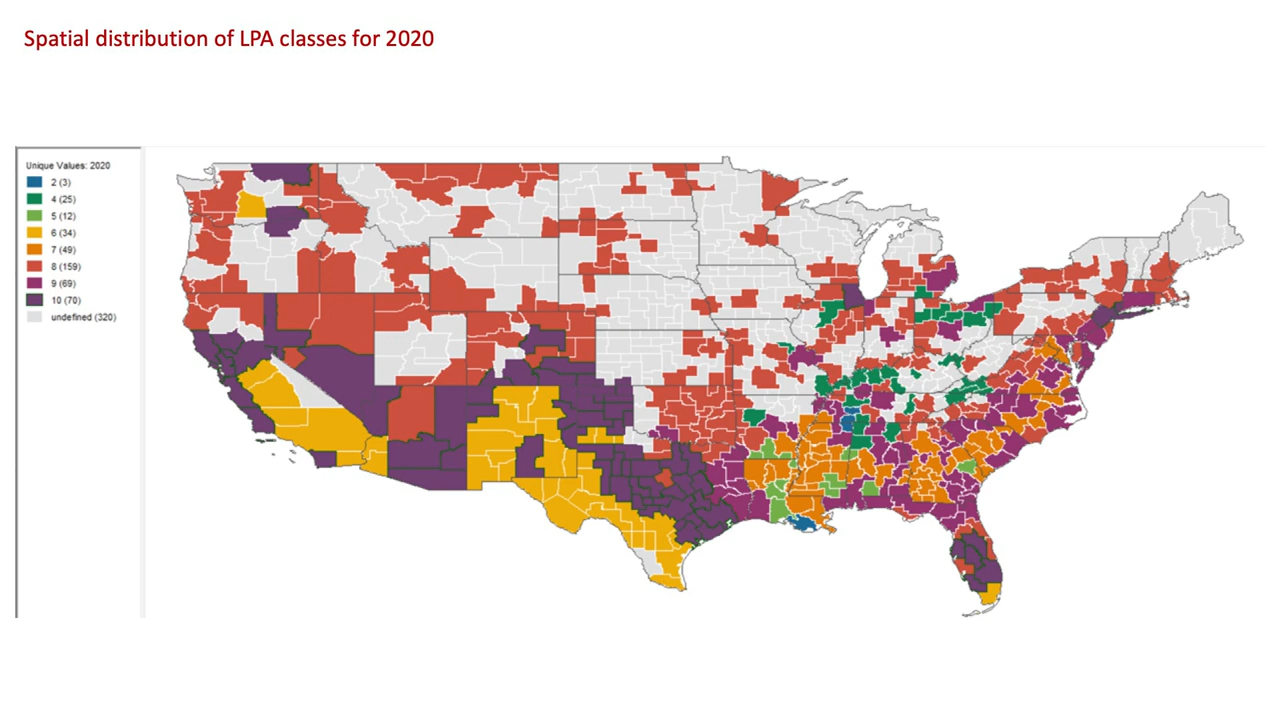 Spatial distribution of LPA classes for 2020
Unique Values: 2020
2 (3)
4 (25)
5 (12)
6 (34)
7 (49)
8 (159)
9 (69)
10 (70)
undefined (320)